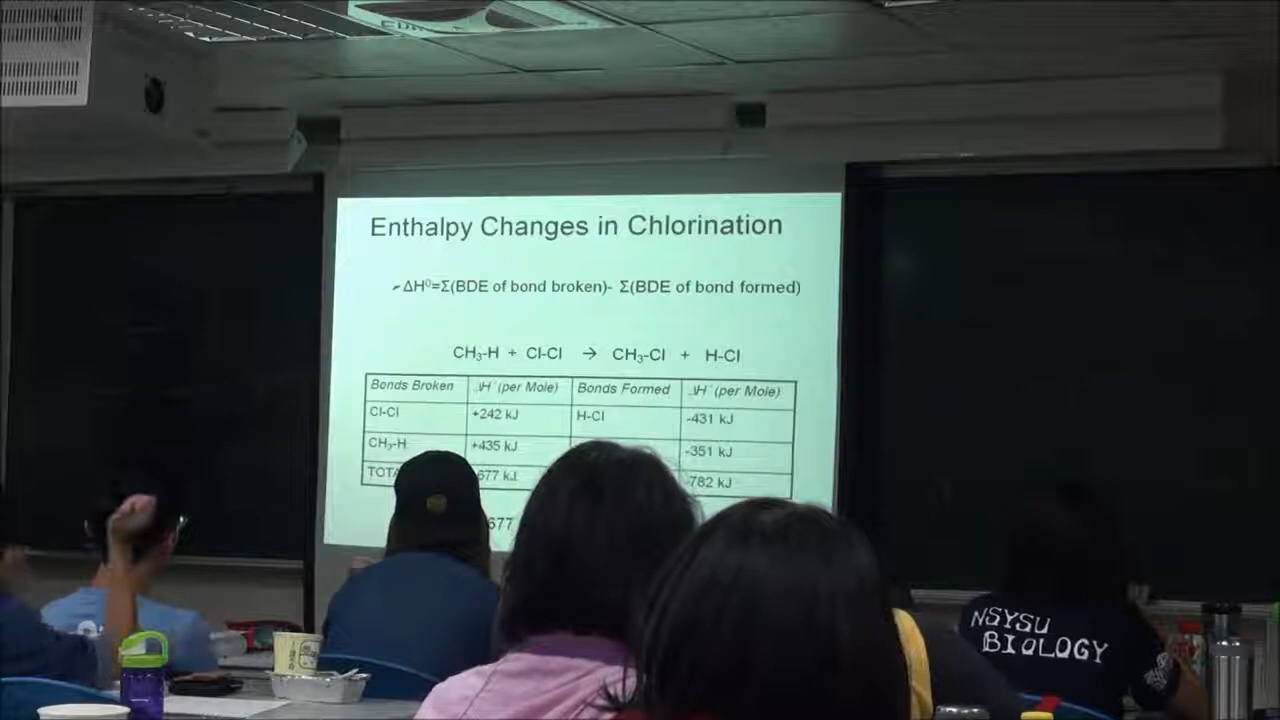 Enthalpy Changes in Chlorination
ΔH⁰=Σ(BDE of bond broken)- Σ(BDE of bond formed)
CH₃-H + Cl-Cl → CH₃-Cl + H-Cl
Bonds Broken ΔH° (per Mole) Bonds Formed ΔH° (per Mole)
Cl-Cl +242 kJ H-Cl -431 kJ
CH₃-H +435 kJ -351 kJ
677 kJ -782 kJ
677
NSYSU
BIOLOGY